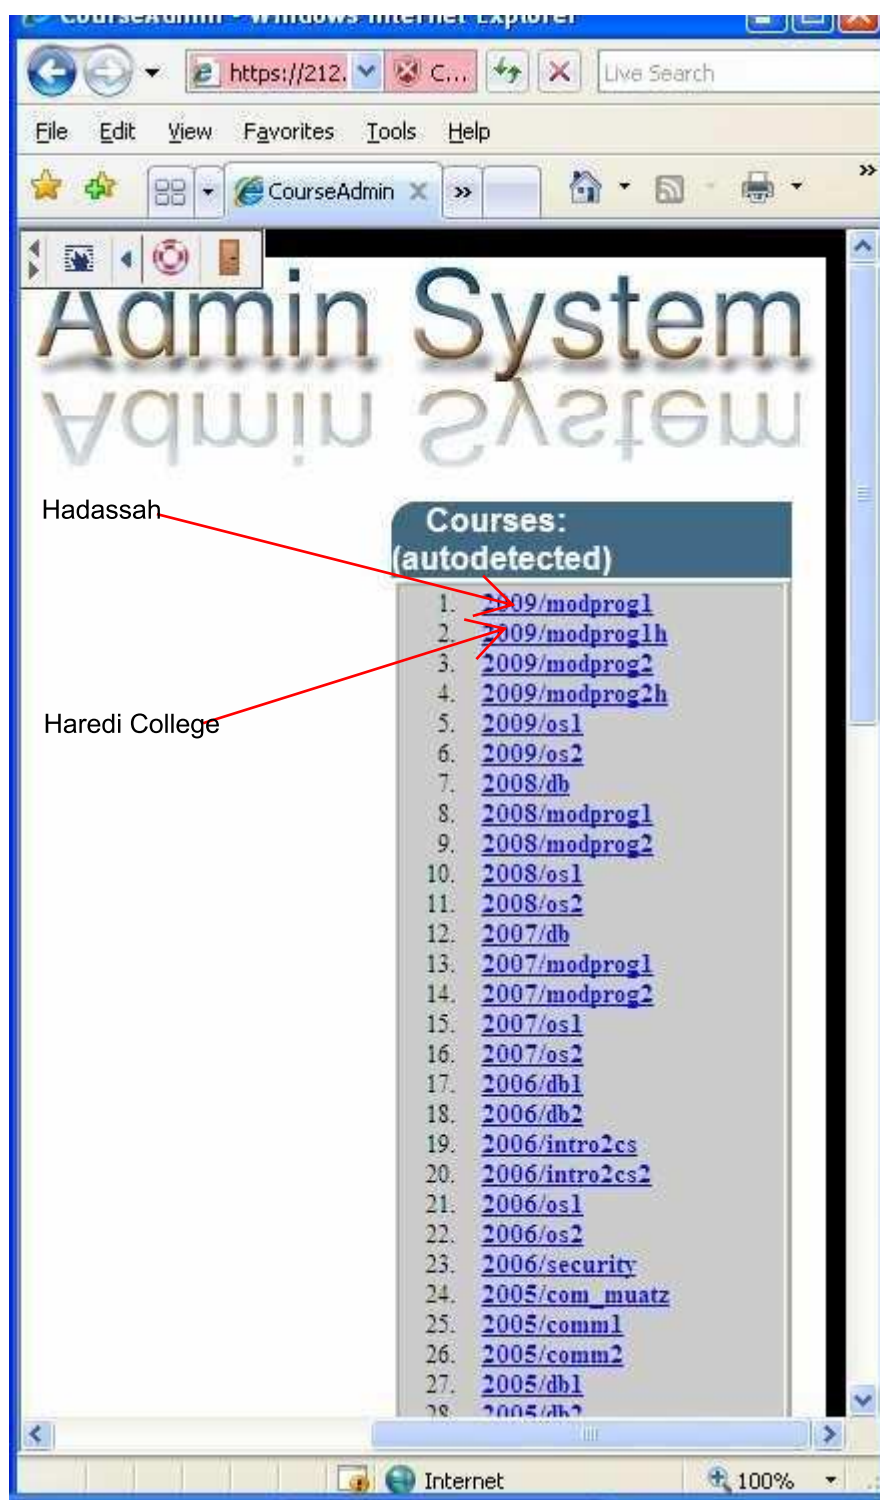 CourseAdmin - Windows Internet Explorer
https://212. C... Live Search
File Edit View Favorites Tools Help
CourseAdmin
Admin System
Hadassah
Courses:
(autodetected)
1. 2009/modprog1
2. 2009/modprog1h
3. 2009/modprog2
4. 2009/modprog2h
Haredi College
5. 2009/os1
6. 2009/os2
7. 2008/db
8. 2008/modprog1
9. 2008/modprog2
10. 2008/os1
11. 2008/os2
12. 2007/db
13. 2007/modprog1
14. 2007/modprog2
15. 2007/os1
16. 2007/os2
17. 2006/db1
18. 2006/db2
19. 2006/intro2cs
20. 2006/intro2cs2
21. 2006/os1
22. 2006/os2
23. 2006/security
24. 2005/com_muatz
25. 2005/comm1
26. 2005/comm2
27. 2005/db1
28. 2005/db2
Internet 100%